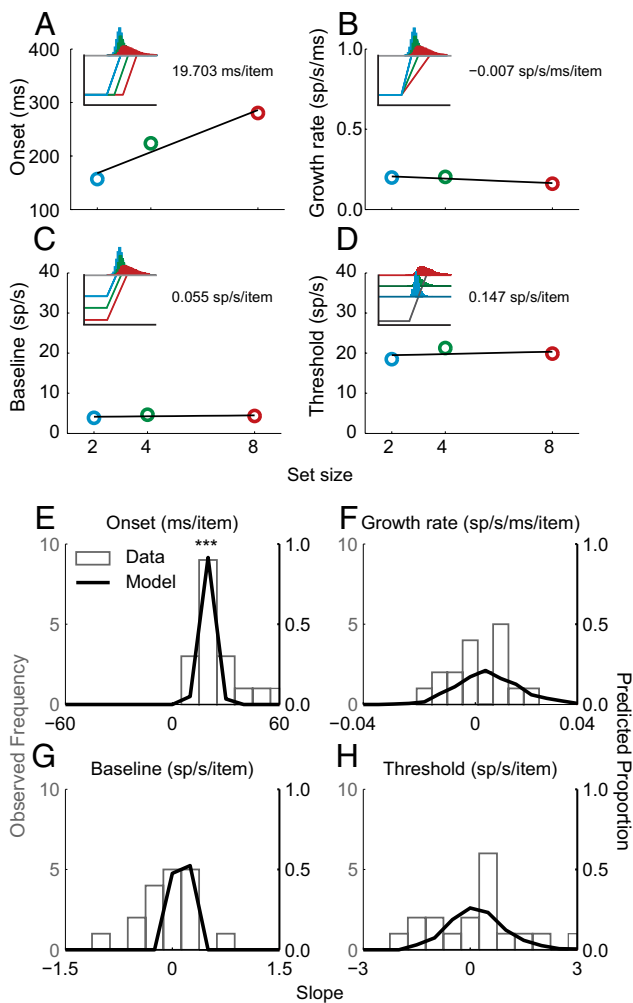 A
B
Onset (ms)
400
300
200
100
19.703 ms/item
Growth rate (sp/s/ms)
1.0
0.5
0.0
−0.007 sp/s/ms/item
C
D
Baseline (sp/s)
40
30
20
10
0
0.055 sp/s/item
2
4
8
Threshold (sp/s)
40
30
20
10
0
0.147 sp/s/item
2
4
8
Set size
E
Onset (ms/item)
10
5
0
***
Data
Model
1.0
0.5
0.0
−60
0
60
F
Growth rate (sp/s/ms/item)
10
5
0
1.0
0.5
0.0
−0.04
0
0.04
Observed Frequency
Predicted Proportion
G
Baseline (sp/s/item)
10
5
0
1.0
0.5
0.0
−1.5
0
1.5
H
Threshold (sp/s/item)
10
5
0
1.0
0.5
0.0
−3
0
3
Slope